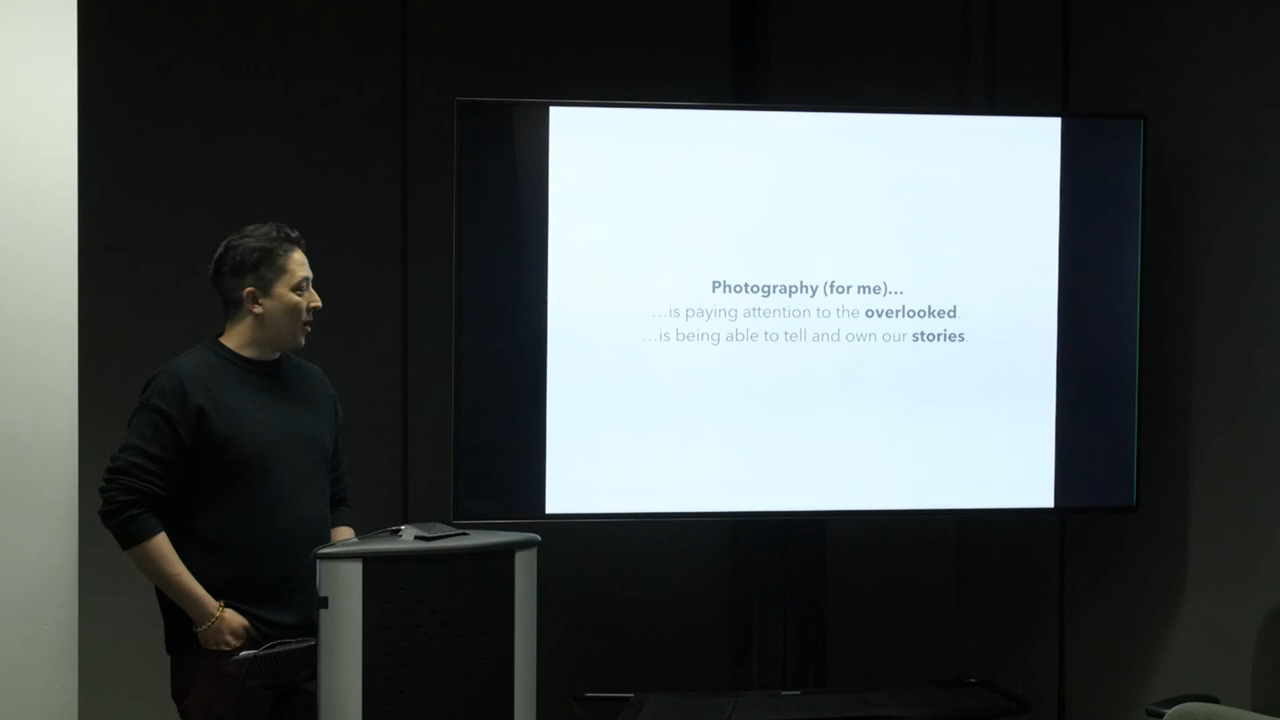 Photography (for me)...
...is paying attention to the overlooked.
...is being able to tell and own our stories.